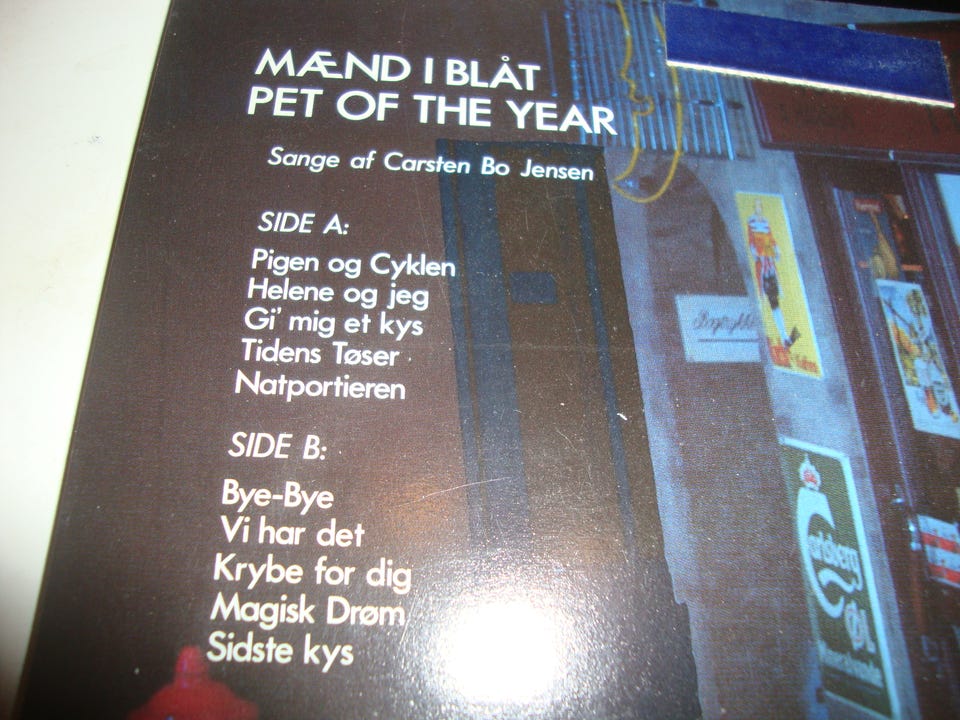 MÆND I BLÅT
PET OF THE YEAR
Sange af Carsten Bo Jensen
SIDE A:
Pigen og Cyklen
Helene og jeg
Gi' mig et kys
Tidens Tøser
Natportieren
SIDE B:
Bye-Bye
Vi har det
Krybe for dig
Magisk Drøm
Sidste kys
Bogtrykke
Carlsberg
ØL